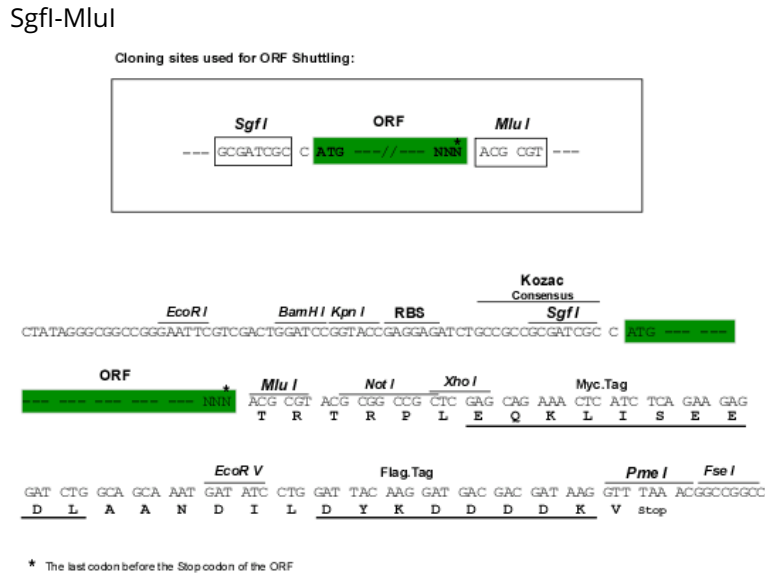 SgfI-MluI
Cloning sites used for ORF Shuttling:
Sgf I ORF Mlu I
--- GCGATCGC C ATG ---//--- NNN* ACG CGT ---
Kozac
Consensus
EcoR I BamH I Kpn I RBS Sgf I
CTATAGGGCGGCCGGGAATTCGTCGACTGGATCCGGTACCGAGGAGATCTGCCGCCGCGATCGC C ATG --- ---
ORF
* Mlu I Not I Xho I Myc.Tag
--- --- --- --- --- --- NNN ACG CGT ACG CGG CCG CTC GAG CAG AAA CTC ATC TCA GAA GAG
T R T R P L E Q K L I S E E
EcoR V Flag.Tag Pme I Fse I
GAT CTG GCA GCA AAT GAT ATC CTG GAT TAC AAG GAT GAC GAC GAT AAG GTT TAA ACGGCCGGCC
D L A A N D I L D Y K D D D D K V Stop
* The last codon before the Stop codon of the ORF